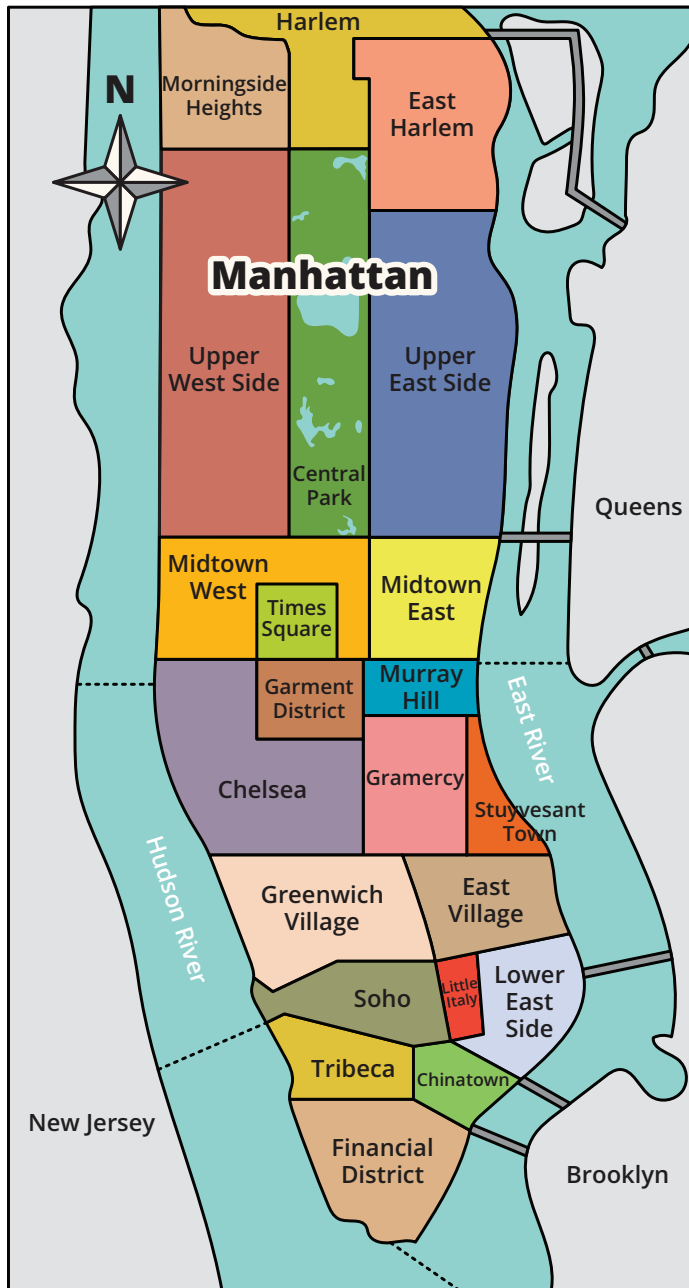 Harlem
N
Morningside
Heights
East
Harlem
Manhattan
Upper
West Side
Upper
East Side
Central
Park
Queens
Midtown
West
Midtown
East
Times
Square
Murray
Hill
Garment
District
East River
Chelsea
Gramercy
Stuyvesant
Town
Hudson River
Greenwich
Village
East
Village
Little
Italy
Lower
East
Side
Soho
Tribeca
Chinatown
New Jersey
Financial
District
Brooklyn